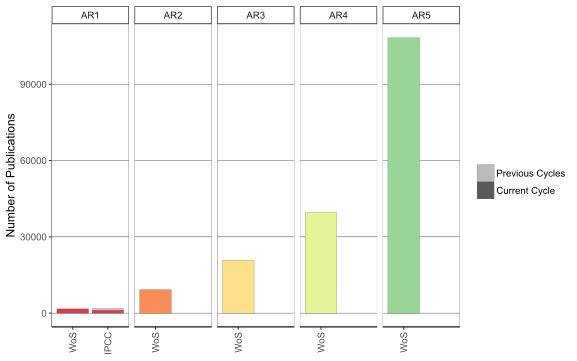 AR1 AR2 AR3 AR4 AR5
Number of Publications
90000
60000
30000
0
WoS IPCC WoS WoS WoS WoS
Previous Cycles
Current Cycle